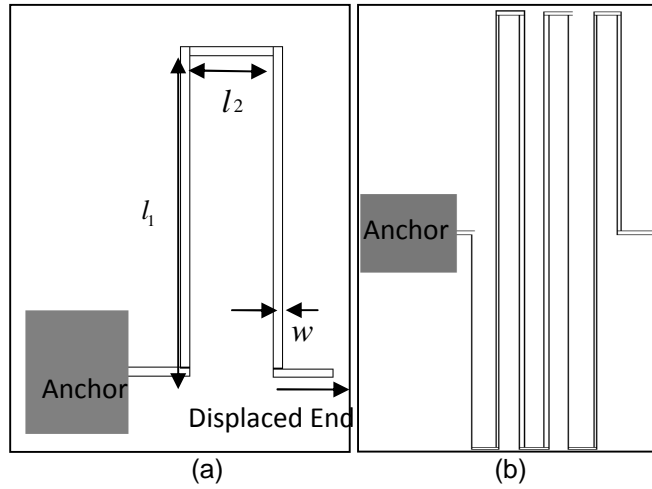 l₂
l₁
w
Anchor
Displaced End
(a)
Anchor
(b)